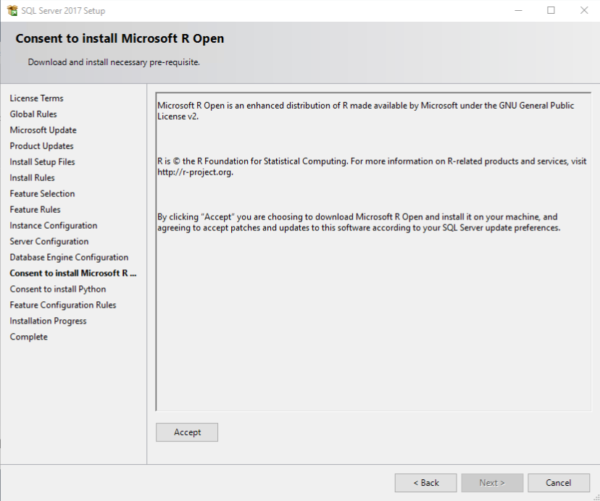 SQL Server 2017 Setup
Consent to install Microsoft R Open
Download and install necessary pre-requisite.
License Terms
Global Rules
Microsoft Update
Product Updates
Install Setup Files
Install Rules
Feature Selection
Feature Rules
Instance Configuration
Server Configuration
Database Engine Configuration
Consent to install Microsoft R ...
Consent to install Python
Feature Configuration Rules
Installation Progress
Complete
Microsoft R Open is an enhanced distribution of R made available by Microsoft under the GNU General Public
License v2.
R is © the R Foundation for Statistical Computing. For more information on R-related products and services, visit
http://r-project.org.
By clicking "Accept" you are choosing to download Microsoft R Open and install it on your machine, and
agreeing to accept patches and updates to this software according to your SQL Server update preferences.
Accept
< Back
Next >
Cancel